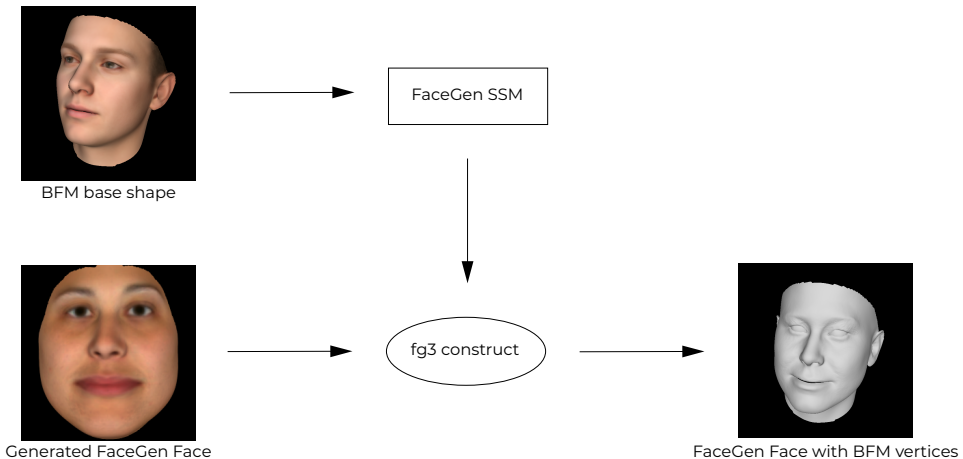 FaceGen SSM
BFM base shape
fg3 construct
Generated FaceGen Face
FaceGen Face with BFM vertices